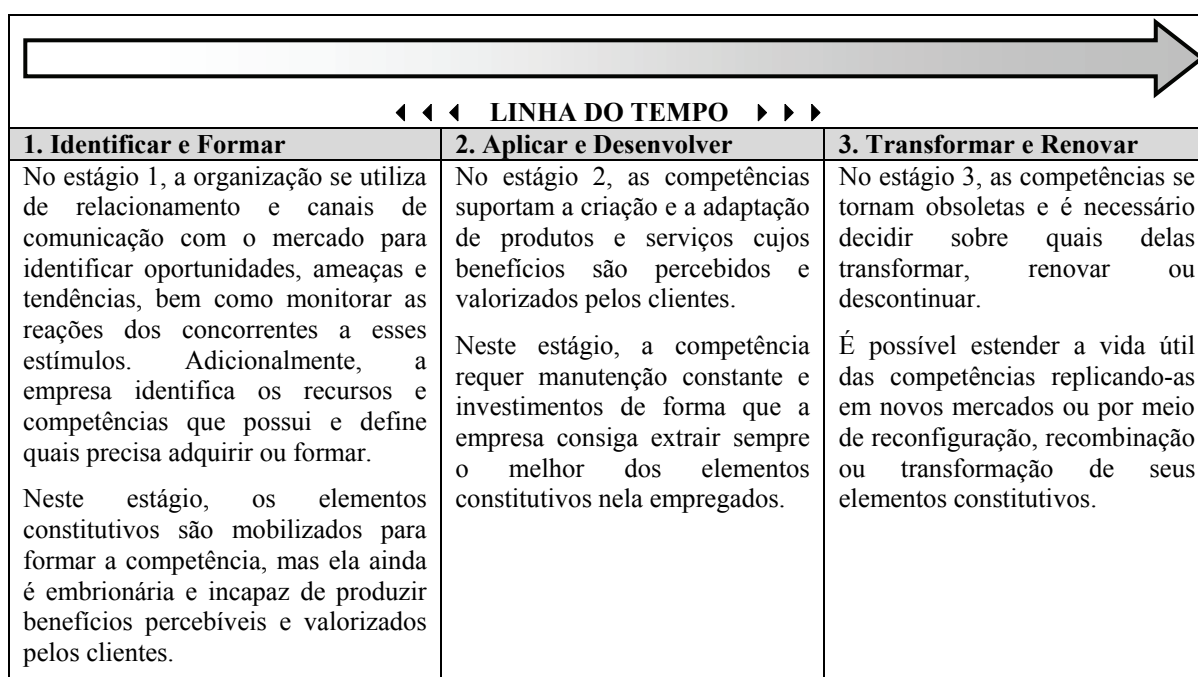 LINHA DO TEMPO
1. Identificar e Formar
No estágio 1, a organização se utiliza
de relacionamento e canais de
comunicação com o mercado para
identificar oportunidades, ameaças e
tendências, bem como monitorar as
reações dos concorrentes a esses
estímulos. Adicionalmente, a
empresa identifica os recursos e
competências que possui e define
quais precisa adquirir ou formar.
Neste estágio, os elementos
constitutivos são mobilizados para
formar a competência, mas ela ainda
é embrionária e incapaz de produzir
benefícios percebíveis e valorizados
pelos clientes.
2. Aplicar e Desenvolver
No estágio 2, as competências
suportam a criação e a adaptação
de produtos e serviços cujos
benefícios são percebidos e
valorizados pelos clientes.
Neste estágio, a competência
requer manutenção constante e
investimentos de forma que a
empresa consiga extrair sempre
o melhor dos elementos
constitutivos nela empregados.
3. Transformar e Renovar
No estágio 3, as competências se
tornam obsoletas e é necessário
decidir sobre quais delas
transformar, renovar ou
descontinuar.
É possível estender a vida útil
das competências replicando-as
em novos mercados ou por meio
de reconfiguração, recombinação
ou transformação de seus
elementos constitutivos.